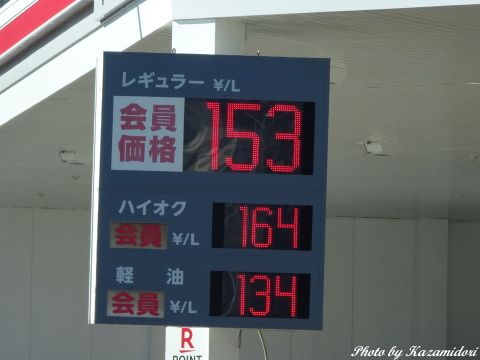 レギュラー ¥/L
会員
価格 153
ハイオク
会員 ¥/L 164
軽油
会員 ¥/L 134
R
POINT
Photo by Kazamidori